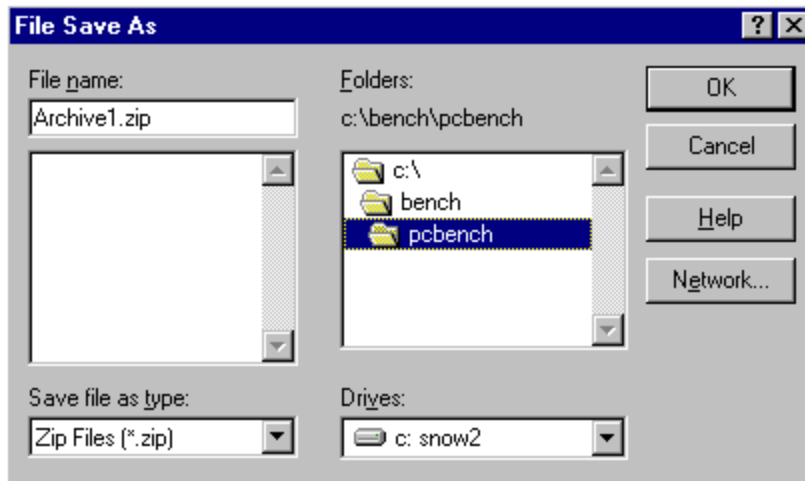 File Save As
File name:
Archive1.zip
Folders:
c:\bench\pcbench
c:\
bench
pcbench
OK
Cancel
Help
Network...
Save file as type:
Zip Files (*.zip)
Drives:
c: snow2